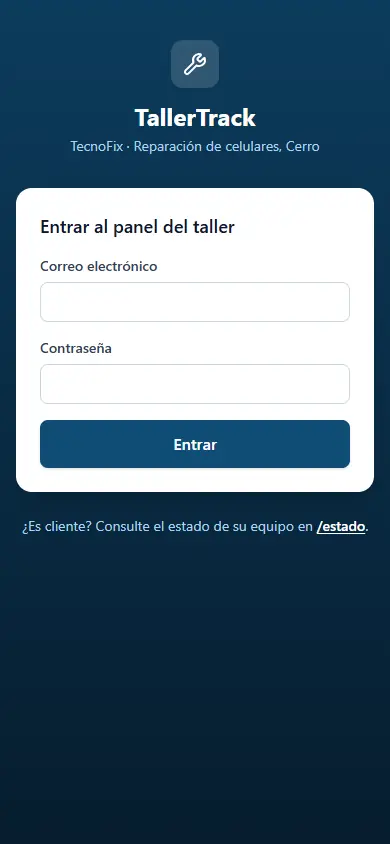 TallerTrack
TecnoFix · Reparación de celulares, Cerro
Entrar al panel del taller
Correo electrónico
Contraseña
Entrar
¿Es cliente? Consulte el estado de su equipo en /estado.